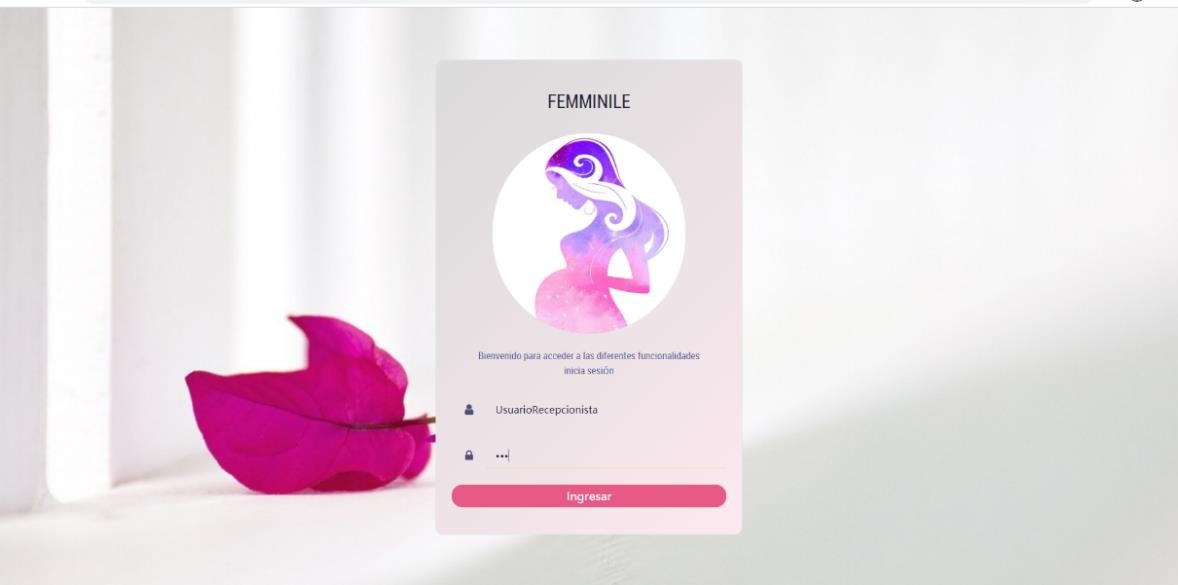 FEMMINILE
Bienvenido para acceder a las diferentes funcionalidades
inicia sesión
UsuarioRecepcionista
•••
Ingresar